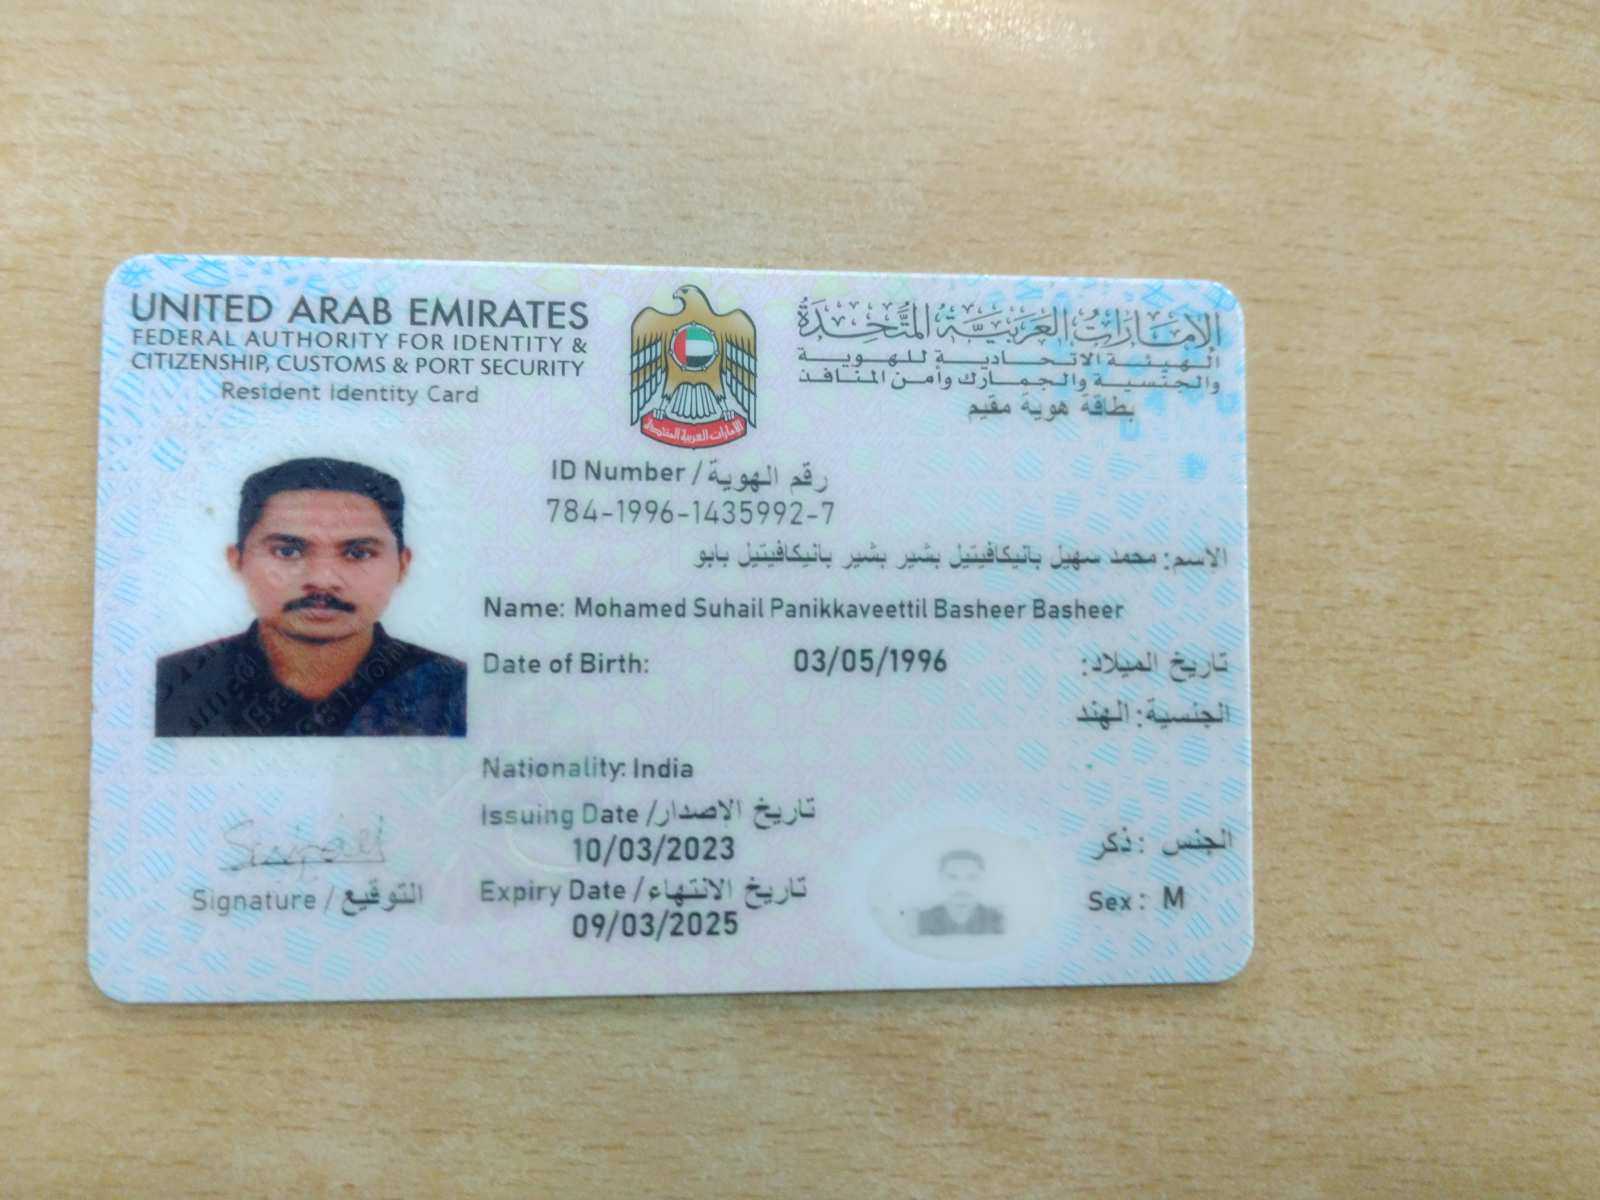 UNITED ARAB EMIRATES
FEDERAL AUTHORITY FOR IDENTITY &
CITIZENSHIP, CUSTOMS & PORT SECURITY
Resident Identity Card
الإمارات العربية المتحدة
الهيئة الاتحادية للهوية
والجنسية والجمارك وأمن المنافذ
بطاقة هوية مقيم
الإمارات العربية المتحدة
ID Number / رقم الهوية
784-1996-1435992-7
الاسم: محمد سهيل بانيكافيتيل بشير بشير بانيكافيتيل بابو
Name: Mohamed Suhail Panikkaveettil Basheer Basheer
Date of Birth: 03/05/1996 تاريخ الميلاد:
الجنسية: الهند
Nationality: India
Issuing Date / تاريخ الإصدار
10/03/2023
الجنس : ذكر
Expiry Date / تاريخ الانتهاء
09/03/2025
Sex : M
Signature / التوقيع